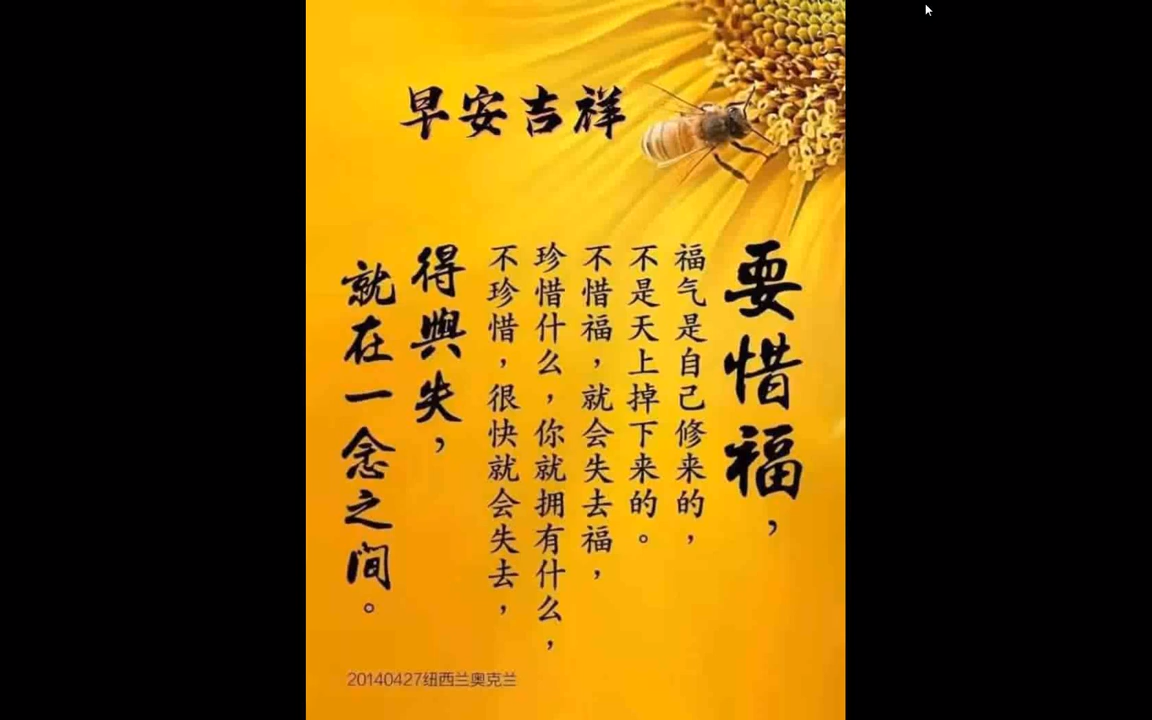 早安吉祥
要惜福，
福气是自己修来的，
不是天上掉下来的。
不惜福，就会失去福，
珍惜什么，你就拥有什么，
不珍惜，很快就会失去，
得與失，
就在一念之间。
20140427纽西兰奥克兰